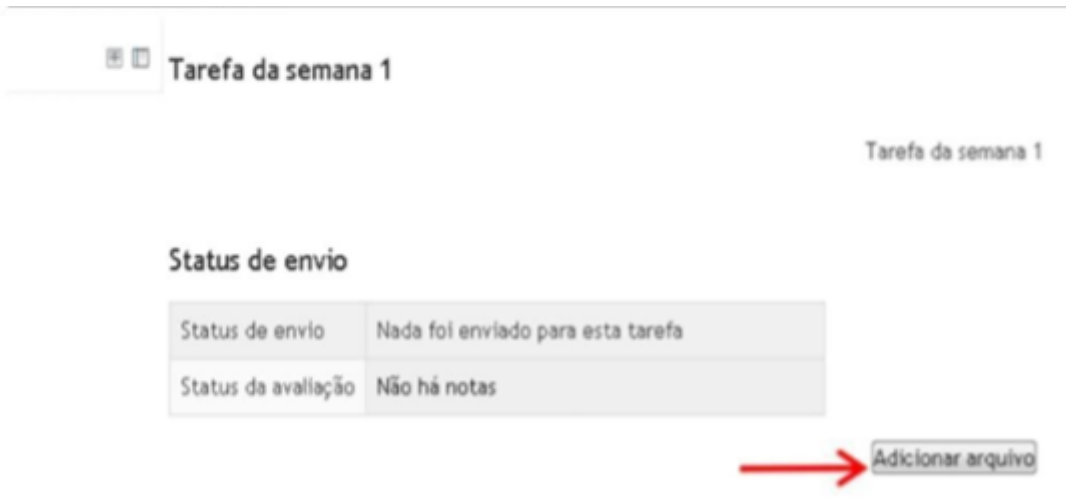 Tarefa da semana 1
Tarefa da semana 1
Status de envio
Status de envio Nada foi enviado para esta tarefa
Status da avaliação Não há notas
Adicionar arquivo